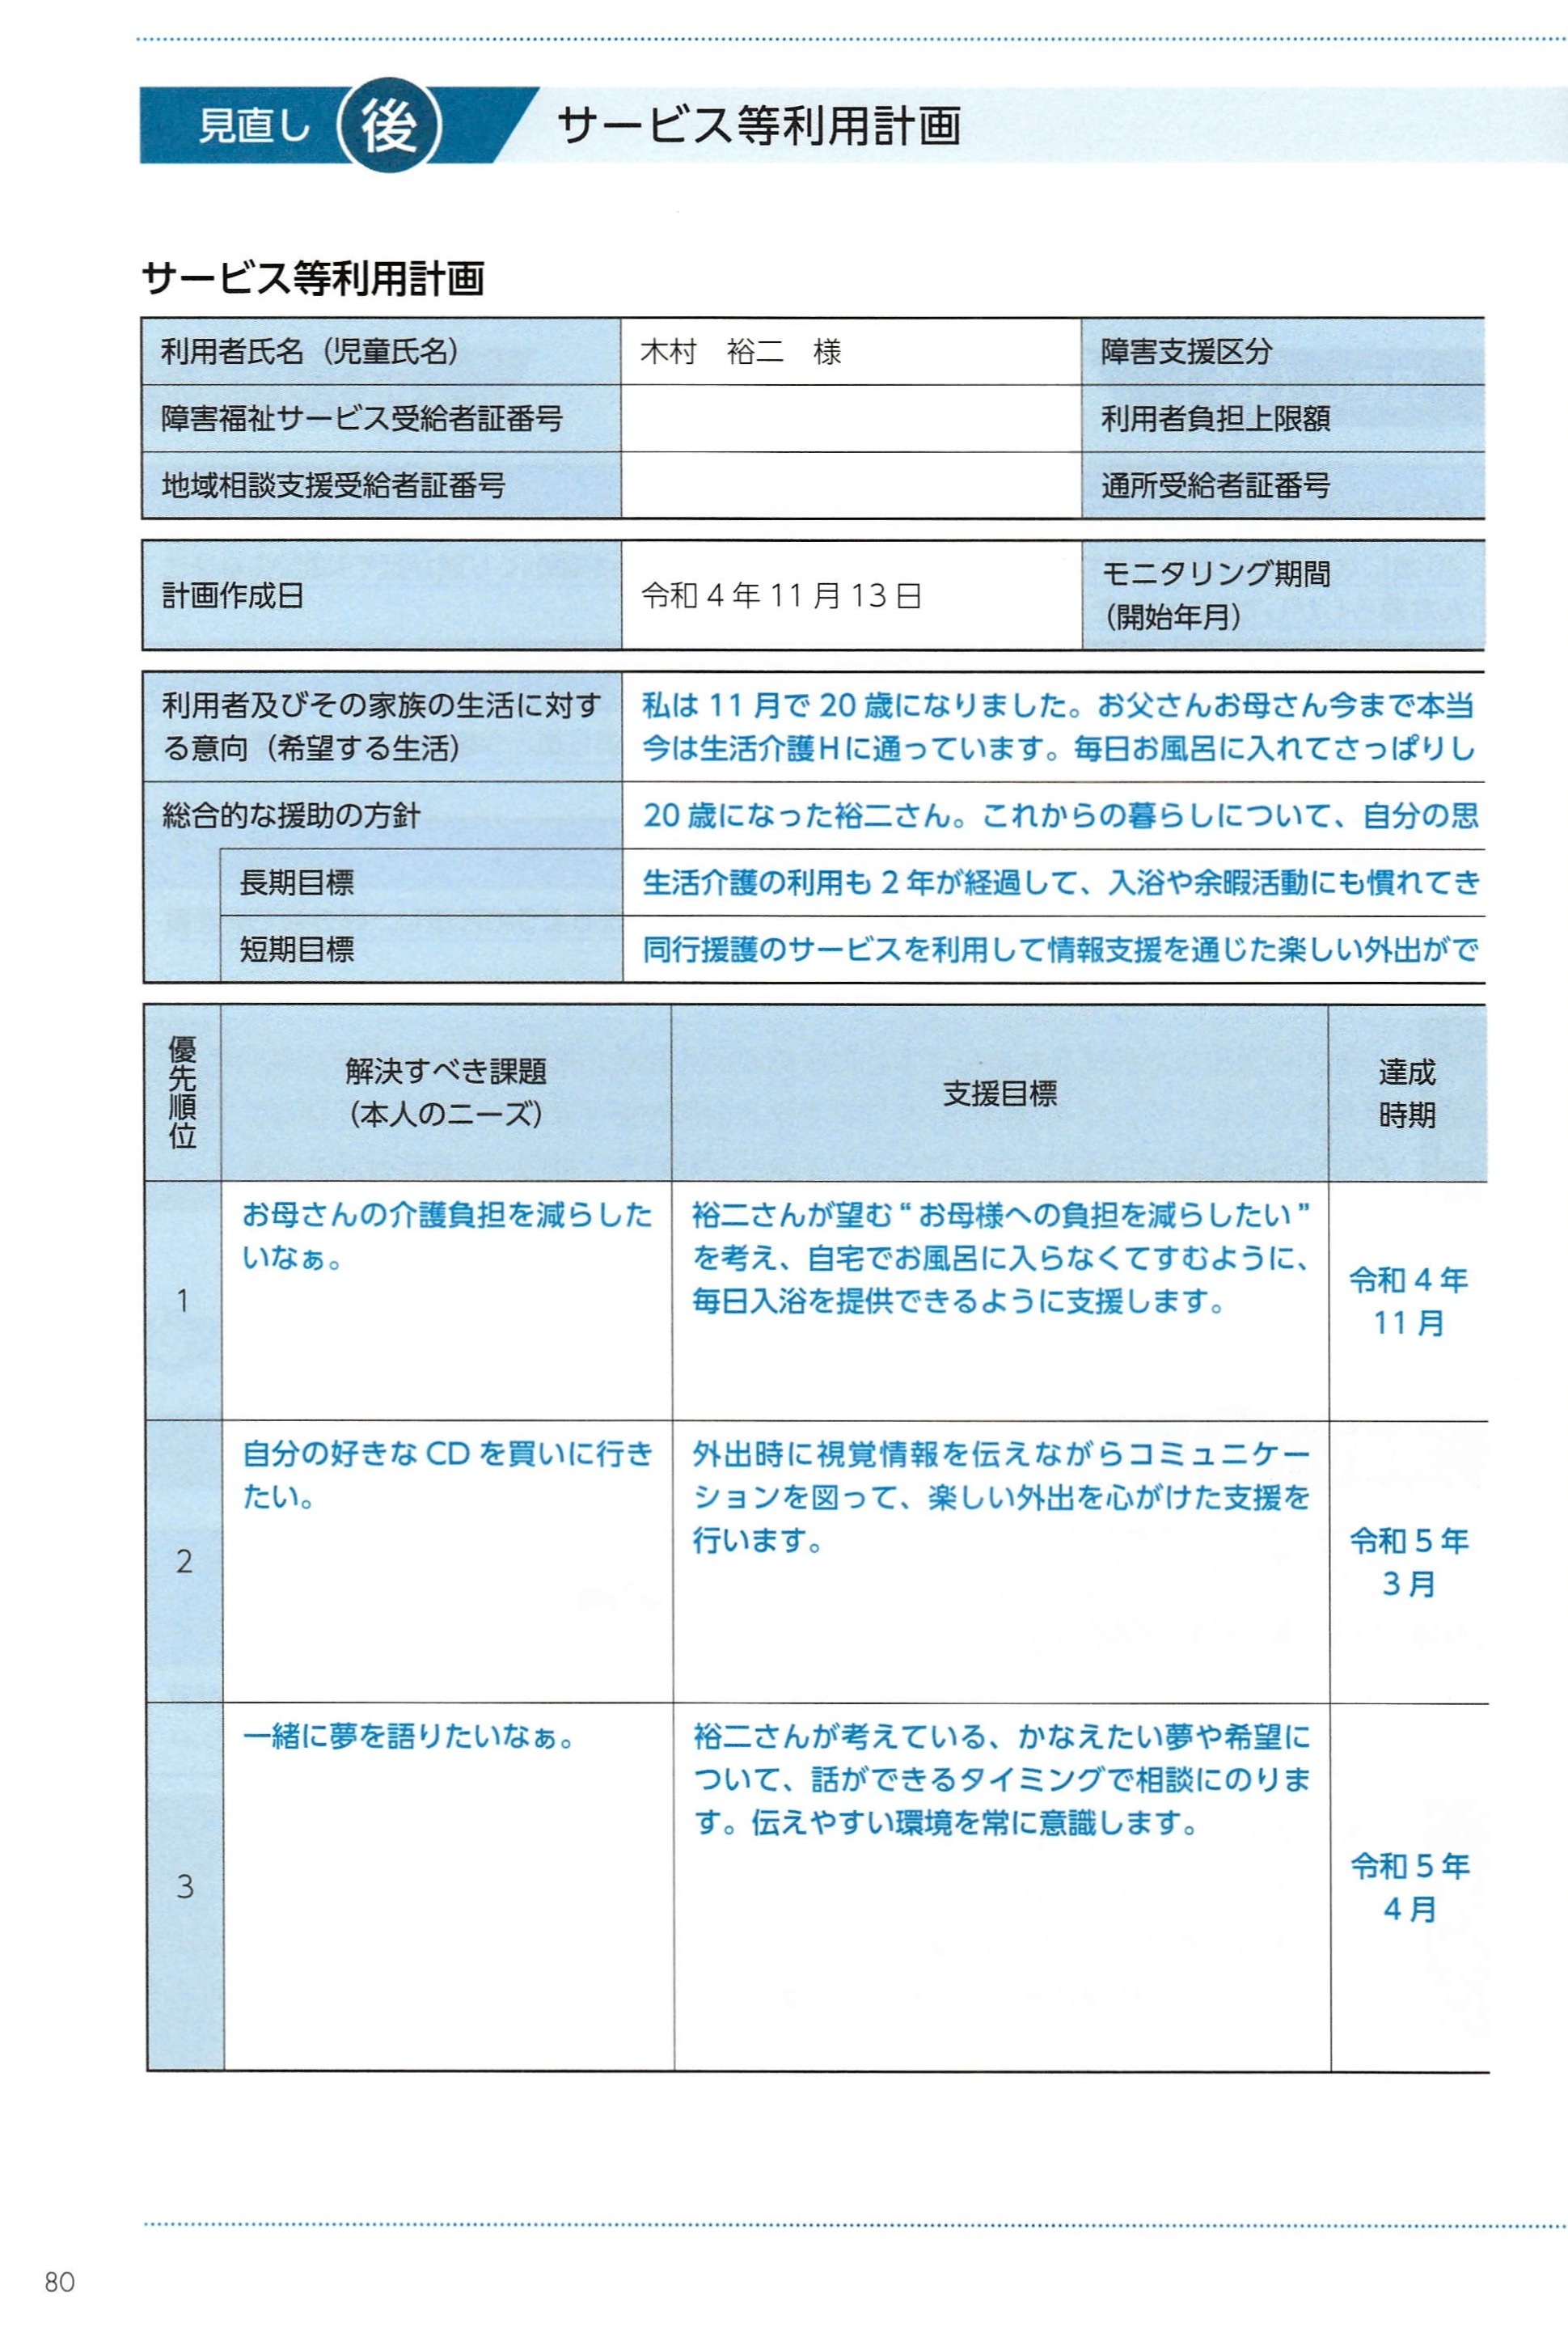 見直し 後 サービス等利用計画
サービス等利用計画
利用者氏名（児童氏名） 木村 裕二 様 障害支援区分
障害福祉サービス受給者証番号 利用者負担上限額
地域相談支援受給者証番号 通所受給者証番号
計画作成日 令和4年11月13日 モニタリング期間
（開始年月）
利用者及びその家族の生活に対す
る意向（希望する生活）
私は11月で20歳になりました。お父さんお母さん今まで本当
今は生活介護Hに通っています。毎日お風呂に入れてさっぱりし
総合的な援助の方針 20歳になった裕二さん。これからの暮らしについて、自分の思
長期目標 生活介護の利用も2年が経過して、入浴や余暇活動にも慣れてき
短期目標 同行援護のサービスを利用して情報支援を通じた楽しい外出がで
優先順位
解決すべき課題
（本人のニーズ）
支援目標
達成
時期
1
お母さんの介護負担を減らした
いなぁ。
裕二さんが望む“お母様への負担を減らしたい”
を考え、自宅でお風呂に入らなくてすむように、
毎日入浴を提供できるように支援します。
令和4年
11月
2
自分の好きなCDを買いに行き
たい。
外出時に視覚情報を伝えながらコミュニケー
ションを図って、楽しい外出を心がけた支援を
行います。
令和5年
3月
3
一緒に夢を語りたいなぁ。
裕二さんが考えている、かなえたい夢や希望に
ついて、話ができるタイミングで相談にのりま
す。伝えやすい環境を常に意識します。
令和5年
4月
80